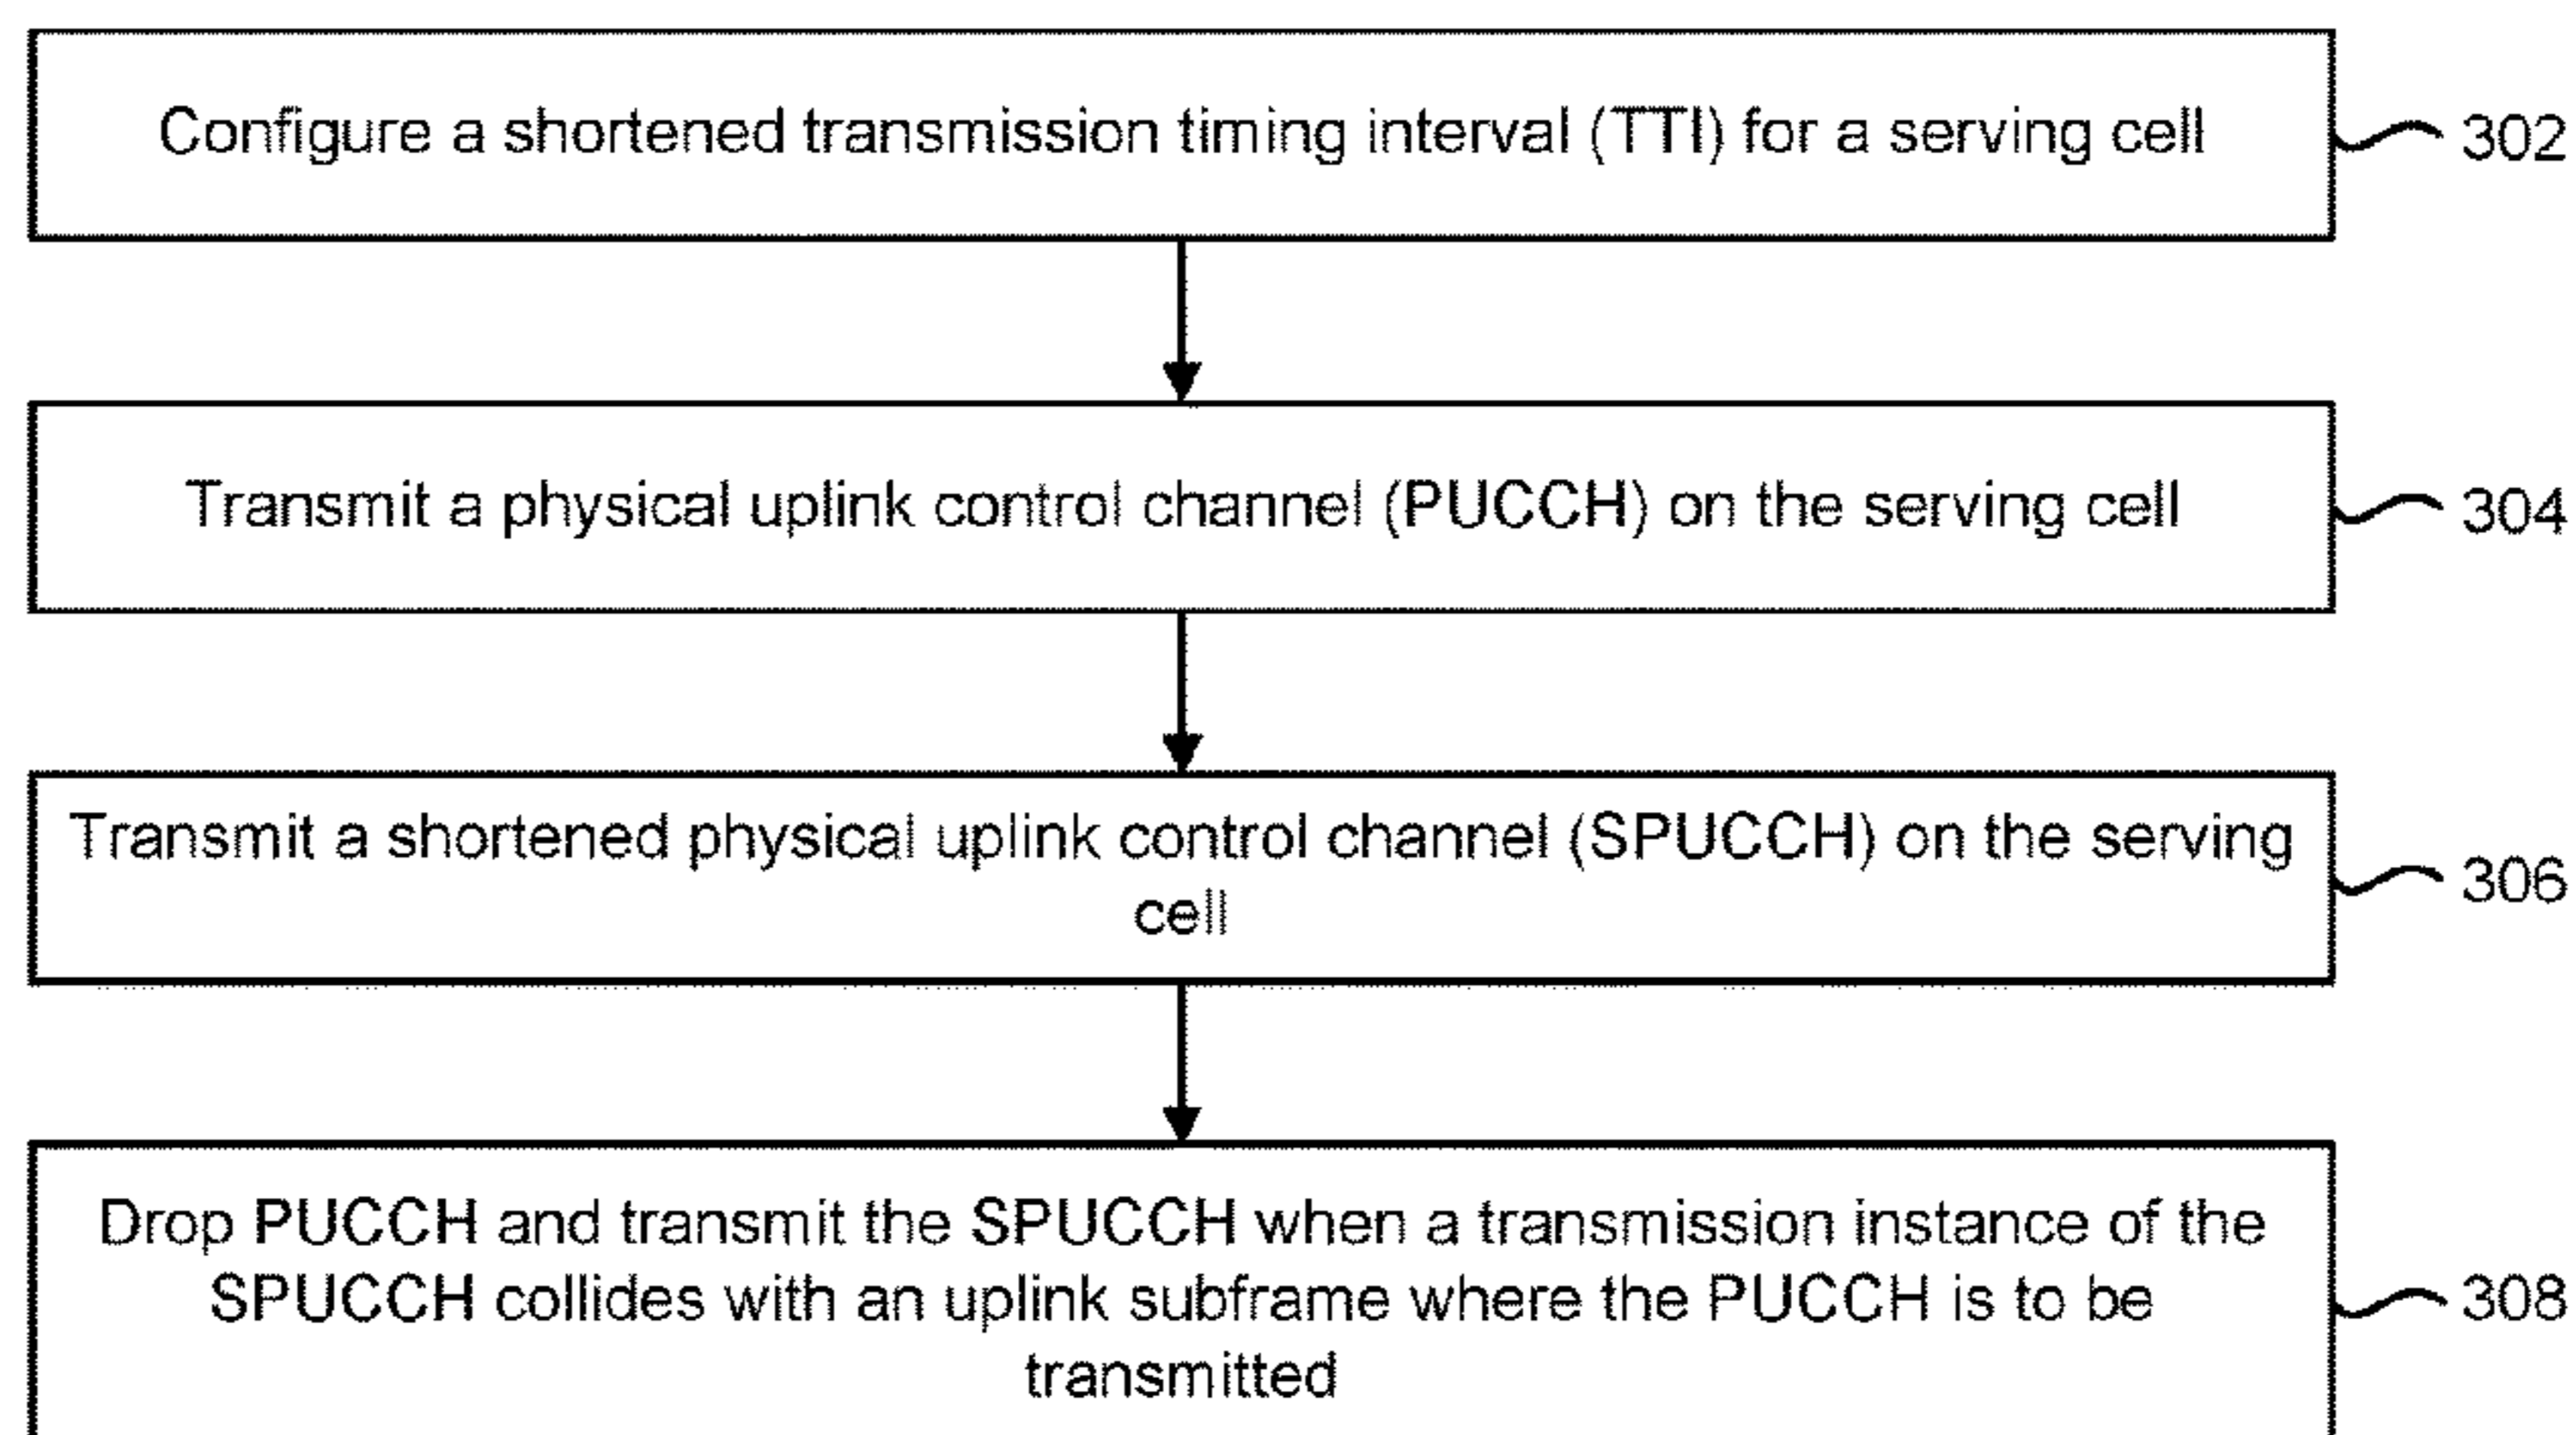 Configure a shortened transmission timing interval (TTI) for a serving cell
302
Transmit a physical uplink control channel (PUCCH) on the serving cell
304
Transmit a shortened physical uplink control channel (SPUCCH) on the serving
cell
306
Drop PUCCH and transmit the SPUCCH when a transmission instance of the
SPUCCH collides with an uplink subframe where the PUCCH is to be
transmitted
308